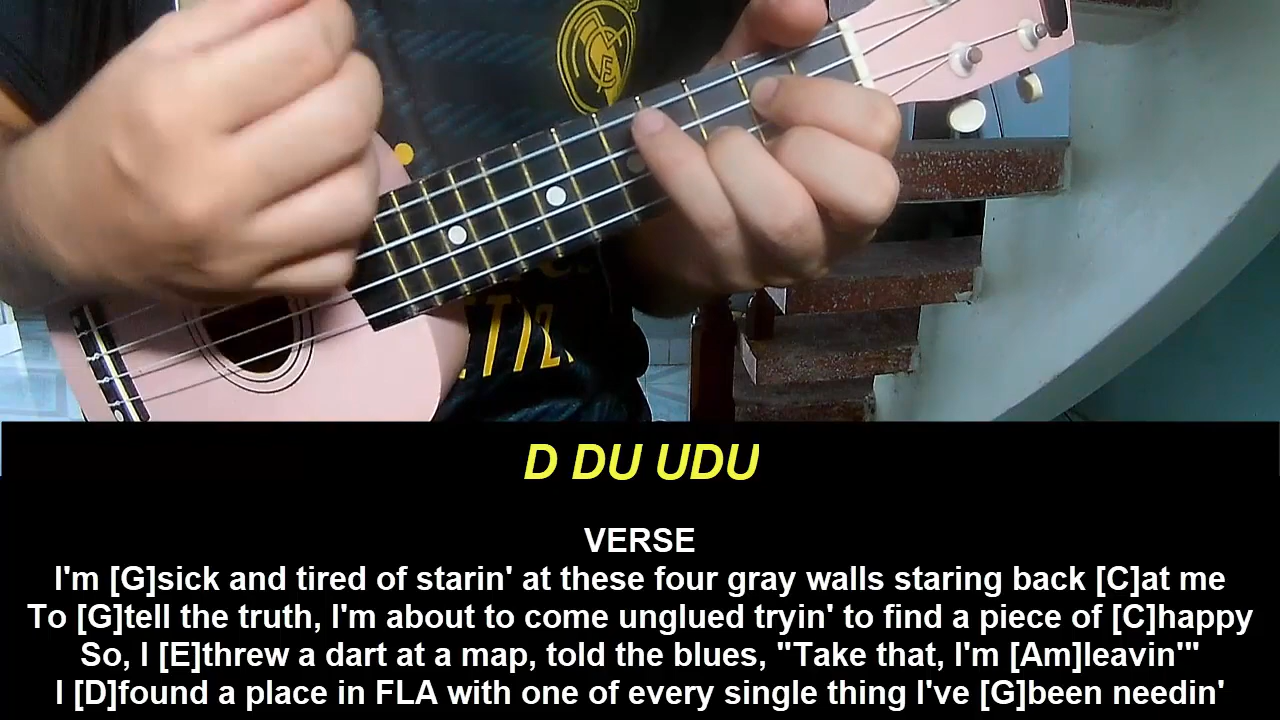 D DU UDU
VERSE
I'm [G]sick and tired of starin' at these four gray walls staring back [C]at me
To [G]tell the truth, I'm about to come unglued tryin' to find a piece of [C]happy
So, I [E]threw a dart at a map, told the blues, "Take that, I'm [Am]leavin'"
I [D]found a place in FLA with one of every single thing I've [G]been needin'